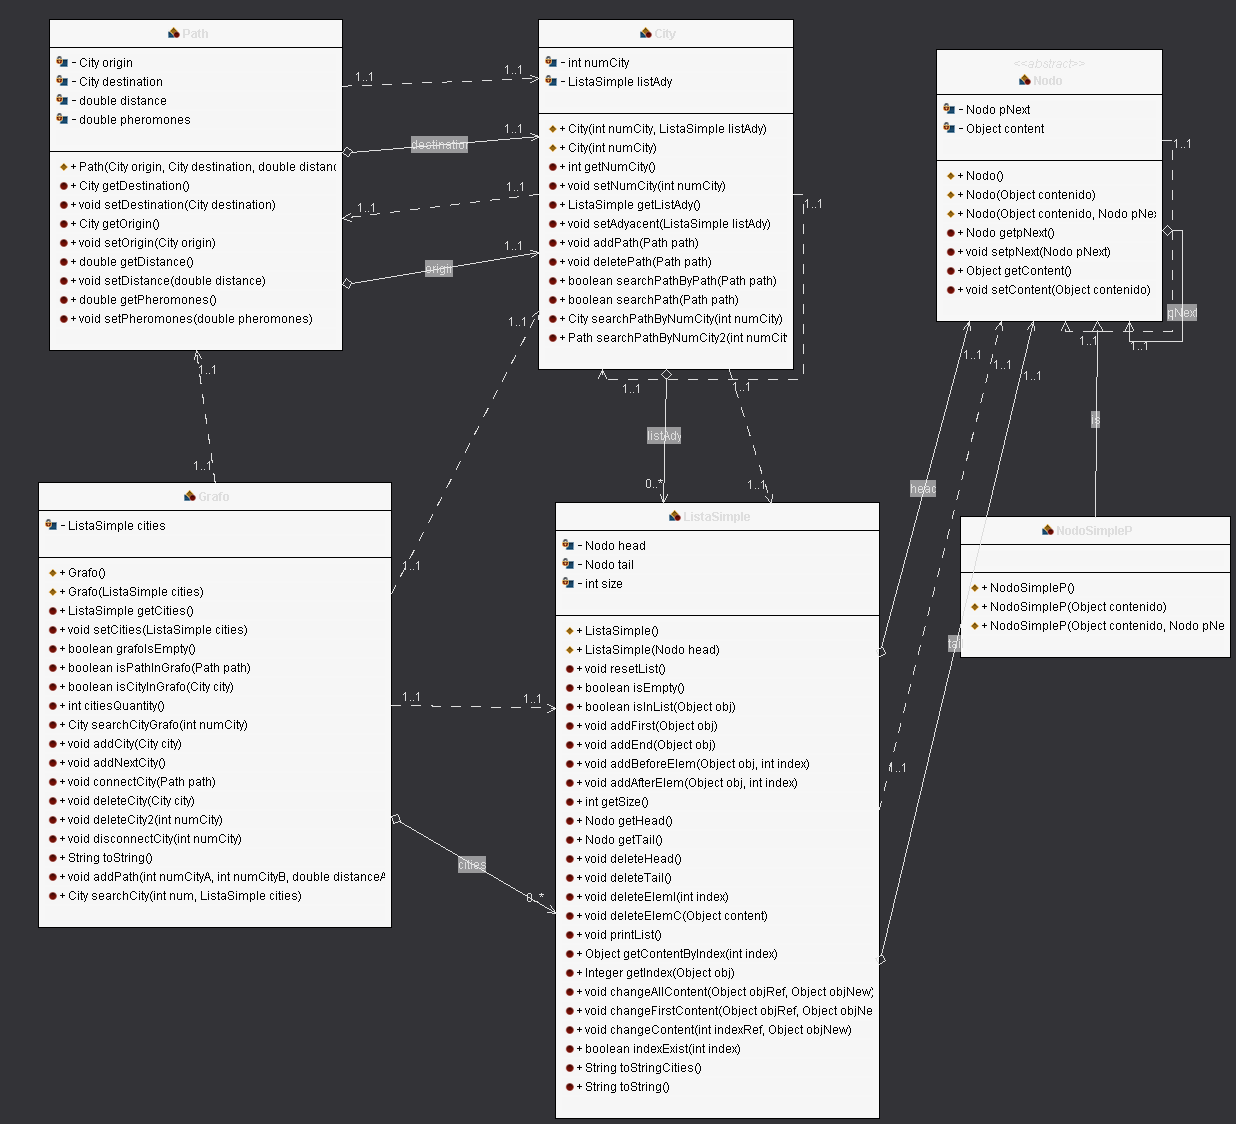 Path
- City origin
- City destination
- double distance
- double pheromones
+ Path(City origin, City destination, double distanc
+ City getDestination()
+ void setDestination(City destination)
+ City getOrigin()
+ void setOrigin(City origin)
+ double getDistance()
+ void setDistance(double distance)
+ double getPheromones()
+ void setPheromones(double pheromones)
1..1
1..1
destination
1..1
1..1
1..1
origin
1..1
City
- int numCity
- ListaSimple listAdy
+ City(int numCity, ListaSimple listAdy)
+ City(int numCity)
+ int getNumCity()
+ void setNumCity(int numCity)
+ ListaSimple getListAdy()
+ void setAdyacent(ListaSimple listAdy)
+ void addPath(Path path)
+ void deletePath(Path path)
+ boolean searchPathByPath(Path path)
+ boolean searchPath(Path path)
+ City searchPathByNumCity(int numCity)
+ Path searchPathByNumCity2(int numCit
1..1
1..1
1..1
1..1
<<abstract>>
Nodo
- Nodo pNext
- Object content
+ Nodo()
+ Nodo(Object contenido)
+ Nodo(Object contenido, Nodo pNe
+ Nodo getpNext()
+ void setpNext(Nodo pNext)
+ Object getContent()
+ void setContent(Object contenido)
1..1
pNext
1..1
1..1
1..1
1..1
1..1
is
1..1
1..1
listAdy
0..*
1..1
1..1
head
tail
1..1
Grafo
- ListaSimple cities
+ Grafo()
+ Grafo(ListaSimple cities)
+ ListaSimple getCities()
+ void setCities(ListaSimple cities)
+ boolean grafoIsEmpty()
+ boolean isPathInGrafo(Path path)
+ boolean isCityInGrafo(City city)
+ int citiesQuantity()
+ City searchCityGrafo(int numCity)
+ void addCity(City city)
+ void addNextCity()
+ void connectCity(Path path)
+ void deleteCity(City city)
+ void deleteCity2(int numCity)
+ void disconnectCity(int numCity)
+ String toString()
+ void addPath(int numCityA, int numCityB, double distanceA
+ City searchCity(int num, ListaSimple cities)
1..1
1..1
1..1
cities
0..*
ListaSimple
- Nodo head
- Nodo tail
- int size
+ ListaSimple()
+ ListaSimple(Nodo head)
+ void resetList()
+ boolean isEmpty()
+ boolean isInList(Object obj)
+ void addFirst(Object obj)
+ void addEnd(Object obj)
+ void addBeforeElem(Object obj, int index)
+ void addAfterElem(Object obj, int index)
+ int getSize()
+ Nodo getHead()
+ Nodo getTail()
+ void deleteHead()
+ void deleteTail()
+ void deleteElemI(int index)
+ void deleteElemC(Object content)
+ void printList()
+ Object getContentByIndex(int index)
+ Integer getIndex(Object obj)
+ void changeAllContent(Object objRef, Object objNew)
+ void changeFirstContent(Object objRef, Object objNe
+ void changeContent(int indexRef, Object objNew)
+ boolean indexExist(int index)
+ String toStringCities()
+ String toString()
NodoSimpleP
+ NodoSimpleP()
+ NodoSimpleP(Object contenido)
+ NodoSimpleP(Object contenido, Nodo pNe